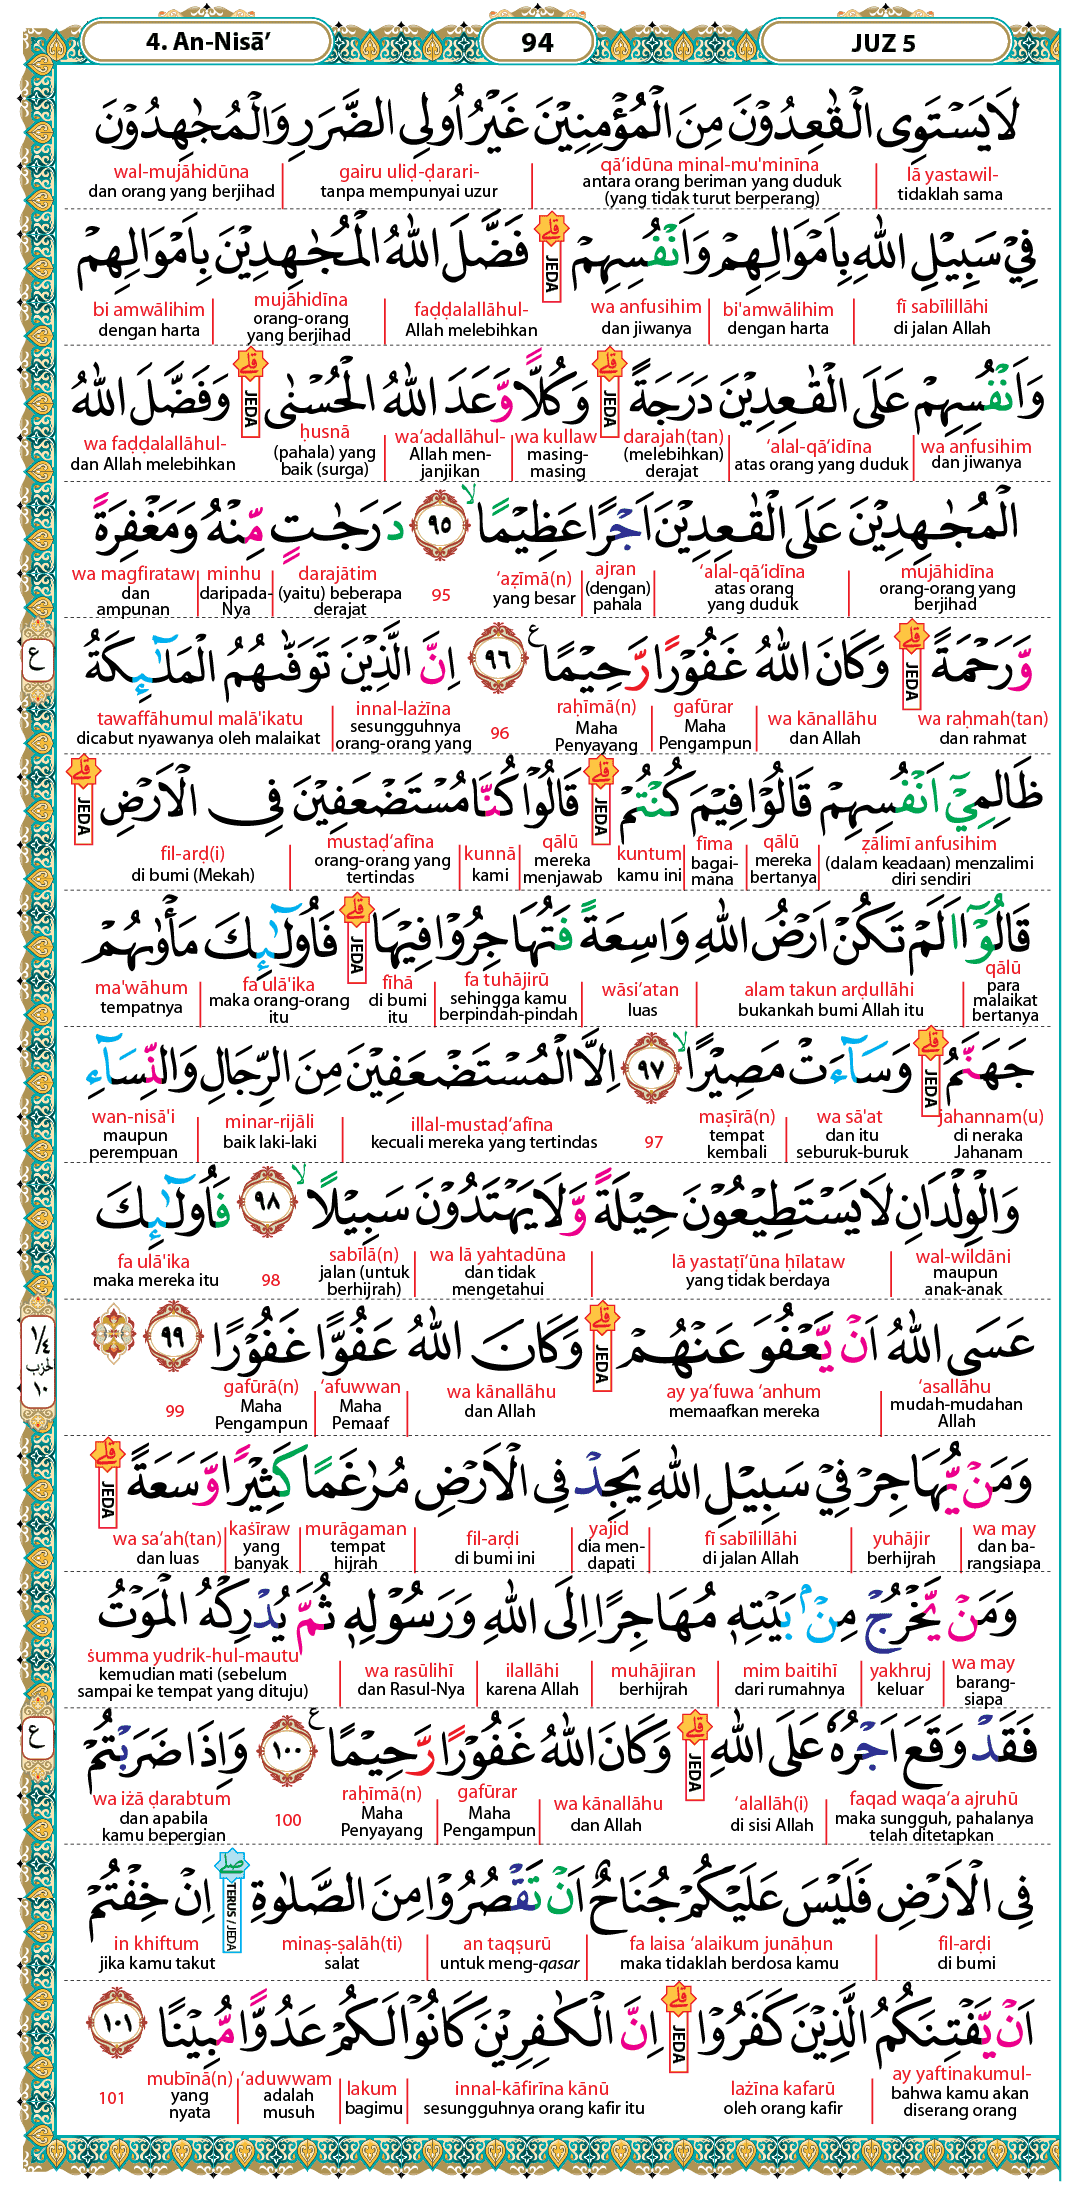 4. An-Nisā’ 94 JUZ 5
لَا يَسْتَوِى الْقٰعِدُوْنَ مِنَ الْمُؤْمِنِيْنَ غَيْرُ اُولِى الضَّرَرِ وَالْمُجٰهِدُوْنَ
lā yastawil- qā‘idūna minal-mu'minīna gairu uliḍ-ḍarari- wal-mujāhidūna
tidaklah sama antara orang beriman yang duduk (yang tidak turut berperang) tanpa mempunyai uzur dan orang yang berjihad
فِيْ سَبِيْلِ اللّٰهِ بِاَمْوَالِهِمْ وَاَنْفُسِهِمْ ۗ فَضَّلَ اللّٰهُ الْمُجٰهِدِيْنَ بِاَمْوَالِهِمْ
JEDA
fī sabīlillāhi bi'amwālihim wa anfusihim faḍḍalallāhul- mujāhidīna bi amwālihim
di jalan Allah dengan harta dan jiwanya Allah melebihkan orang-orang yang berjihad dengan harta
وَاَنْفُسِهِمْ عَلَى الْقٰعِدِيْنَ دَرَجَةً ۗ وَكُلًّا وَّعَدَ اللّٰهُ الْحُسْنٰى ۗ وَفَضَّلَ اللّٰهُ
JEDA JEDA
wa anfusihim ‘alal-qā‘idīna darajah(tan) wa kullaw wa‘adallāhul- ḥusnā wa faḍḍalallāhul-
dan jiwanya atas orang yang duduk (melebihkan) derajat masing-masing Allah men-janjikan (pahala) yang baik (surga) dan Allah melebihkan
الْمُجٰهِدِيْنَ عَلَى الْقٰعِدِيْنَ اَجْرًا عَظِيْمًا ۙ ٩٥ دَرَجٰتٍ مِّنْهُ وَمَغْفِرَةً
mujāhidīna ‘alal-qā‘idīna ajran ‘aẓīmā(n) 95 darajātim minhu wa magfirataw
orang-orang yang berjihad atas orang yang duduk (dengan) pahala yang besar (yaitu) beberapa derajat daripada-Nya dan ampunan
وَّرَحْمَةً ۗ وَكَانَ اللّٰهُ غَفُوْرًا رَّحِيْمًا ࣖ ٩٦ اِنَّ الَّذِيْنَ تَوَفّٰىهُمُ الْمَلٰۤىِٕكَةُ
ع
JEDA
wa raḥmah(tan) wa kānallāhu gafūrar raḥīmā(n) 96 innal-lażīna tawaffāhumul malā'ikatu
dan rahmat dan Allah Maha Pengampun Maha Penyayang sesungguhnya orang-orang yang dicabut nyawanya oleh malaikat
ظَالِمِيْٓ اَنْفُسِهِمْ قَالُوْا فِيْمَ كُنْتُمْ ۗ قَالُوْا كُنَّا مُسْتَضْعَفِيْنَ فِى الْاَرْضِ ۗ
JEDA JEDA
ẓālimī anfusihim qālū fīma kuntum qālū kunnā mustaḍ‘afīna fil-arḍ(i)
(dalam keadaan) menzalimi diri sendiri mereka bertanya bagai-mana kamu ini mereka menjawab kami orang-orang yang tertindas di bumi (Mekah)
قَالُوْٓا اَلَمْ تَكُنْ اَرْضُ اللّٰهِ وَاسِعَةً فَتُهَاجِرُوْا فِيْهَا ۗ فَاُولٰۤىِٕكَ مَأْوٰىهُمْ
JEDA
qālū alam takun arḍullāhi wāsi‘atan fa tuhājirū fīhā fa ulā'ika ma'wāhum
para malaikat bertanya bukankah bumi Allah itu luas sehingga kamu berpindah-pindah di bumi itu maka orang-orang itu tempatnya
جَهَنَّمُ ۗ وَسَاۤءَتْ مَصِيْرًا ۙ ٩٧ اِلَّا الْمُسْتَضْعَفِيْنَ مِنَ الرِّجَالِ وَالنِّسَاۤءِ
JEDA
jahannam(u) wa sā'at maṣīrā(n) 97 illal-mustaḍ‘afīna minar-rijāli wan-nisā'i
di neraka Jahanam dan itu seburuk-buruk tempat kembali kecuali mereka yang tertindas baik laki-laki maupun perempuan
وَالْوِلْدَانِ لَا يَسْتَطِيْعُوْنَ حِيْلَةً وَّلَا يَهْتَدُوْنَ سَبِيْلًا ۙ ٩٨ فَاُولٰۤىِٕكَ
wal-wildāni lā yastaṭī‘ūna ḥīlataw wa lā yahtadūna sabīlā(n) 98 fa ulā'ika
maupun anak-anak yang tidak berdaya dan tidak mengetahui jalan (untuk berhijrah) maka mereka itu
عَسَى اللّٰهُ اَنْ يَّعْفُوَ عَنْهُمْ ۗ وَكَانَ اللّٰهُ عَفُوًّا غَفُوْرًا ٩٩
١/٤ الحزب ١٠
JEDA
‘asallāhu ay ya‘fuwa ‘anhum wa kānallāhu ‘afuwwan gafūrā(n) 99
mudah-mudahan Allah memaafkan mereka dan Allah Maha Pemaaf Maha Pengampun
وَمَنْ يُّهَاجِرْ فِيْ سَبِيْلِ اللّٰهِ يَجِدْ فِى الْاَرْضِ مُرٰغَمًا كَثِيْرًا وَّسَعَةً ۗ
JEDA
wa may yuhājir fī sabīlillāhi yajid fil-arḍi murāgaman kaśīraw wa sa‘ah(tan)
dan ba-rangsiapa berhijrah di jalan Allah dia men-dapati di bumi ini tempat hijrah yang banyak dan luas
وَمَنْ يَّخْرُجْ مِنْۢ بَيْتِهٖ مُهَاجِرًا اِلَى اللّٰهِ وَرَسُوْلِهٖ ثُمَّ يُدْرِكْهُ الْمَوْتُ
wa may yakhruj mim baitihī muhājiran ilallāhi wa rasūlihī śumma yudrik-hul-mautu
barang-siapa keluar dari rumahnya berhijrah karena Allah dan Rasul-Nya kemudian mati (sebelum sampai ke tempat yang dituju)
فَقَدْ وَقَعَ اَجْرُهٗ عَلَى اللّٰهِ ۗ وَكَانَ اللّٰهُ غَفُوْرًا رَّحِيْمًا ࣖ ١٠٠ وَاِذَا ضَرَبْتُمْ
ع
JEDA
faqad waqa‘a ajruhū ‘alallāh(i) wa kānallāhu gafūrar raḥīmā(n) 100 wa iżā ḍarabtum
maka sungguh, pahalanya telah ditetapkan di sisi Allah dan Allah Maha Pengampun Maha Penyayang dan apabila kamu bepergian
فِى الْاَرْضِ فَلَيْسَ عَلَيْكُمْ جُنَاحٌ اَنْ تَقْصُرُوْا مِنَ الصَّلٰوةِ ۖ اِنْ خِفْتُمْ
TERUS / JEDA
fil-arḍi fa laisa ‘alaikum junāḥun an taqṣurū minaṣ-ṣalāh(ti) in khiftum
di bumi maka tidaklah berdosa kamu untuk meng-qasar salat jika kamu takut
اَنْ يَّفْتِنَكُمُ الَّذِيْنَ كَفَرُوْا ۗ اِنَّ الْكٰفِرِيْنَ كَانُوْا لَكُمْ عَدُوًّا مُّبِيْنًا ١٠١
JEDA
ay yaftinakumul- lażīna kafarū innal-kāfirīna kānū lakum ‘aduwwam mubīnā(n) 101
bahwa kamu akan diserang orang oleh orang kafir sesungguhnya orang kafir itu bagimu adalah musuh yang nyata